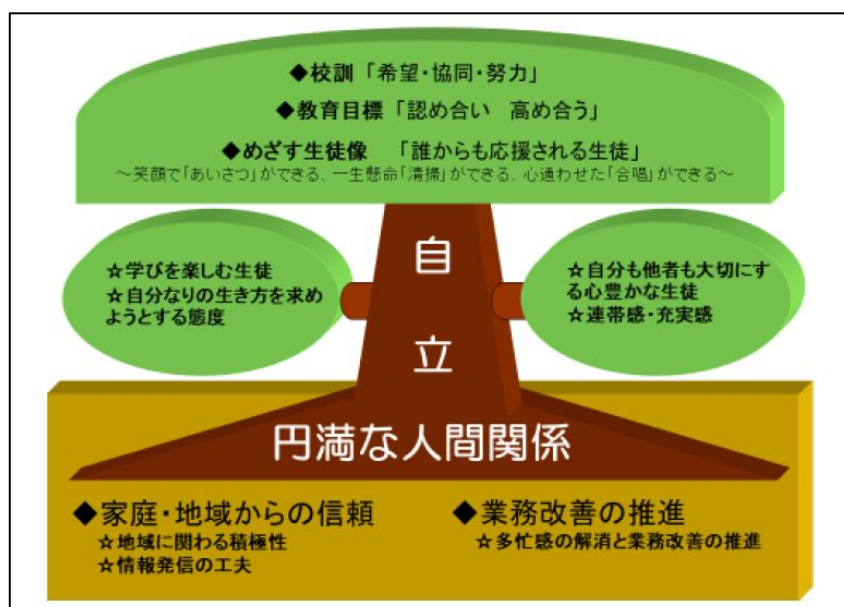 ◆校訓「希望・協同・努力」
◆教育目標「認め合い　高め合う」
◆めざす生徒像　「誰からも応援される生徒」
～笑顔で「あいさつ」ができる、一生懸命「清掃」ができる、心通わせた「合唱」ができる～
☆学びを楽しむ生徒
☆自分なりの生き方を求め
ようとする態度
自
立
☆自分も他者も大切にす
る心豊かな生徒
☆連帯感・充実感
円満な人間関係
◆家庭・地域からの信頼
☆地域に関わる積極性
☆情報発信の工夫
◆業務改善の推進
☆多忙感の解消と業務改善の推進